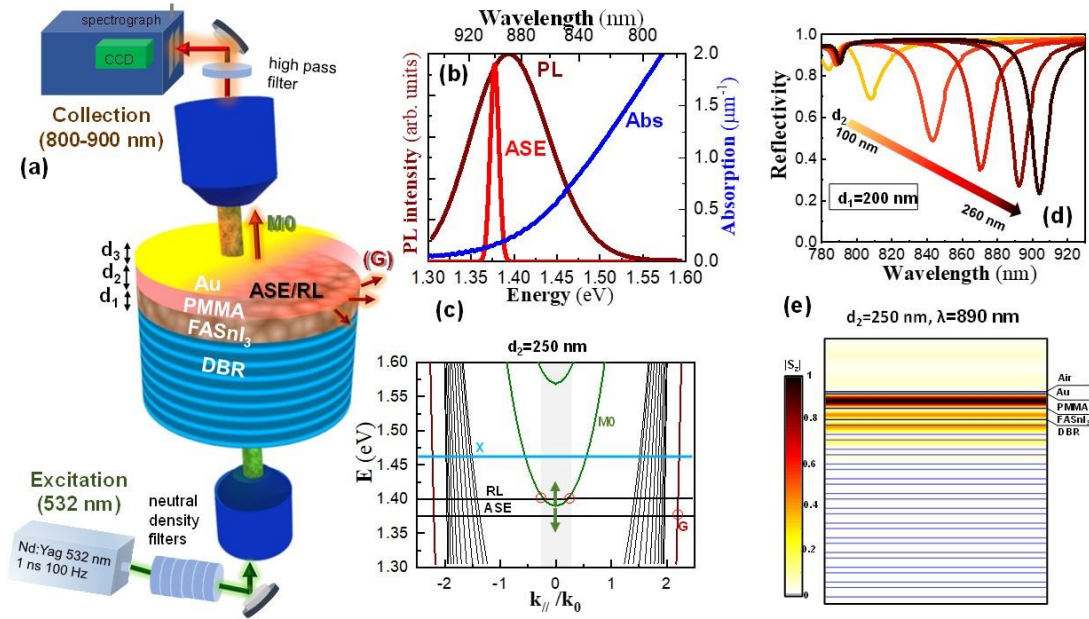 (a)
spectrograph
CCD
high pass
filter
Collection
(800-900 nm)
M0
(G)
d3
d2
d1
Au
ASE/RL
PMMA
FASnI3
DBR
Excitation
(532 nm)
neutral
density
filters
Nd:Yag 532 nm
1 ns 100 Hz
Wavelength (nm)
920 880 840 800
(b)
PL
Abs
ASE
PL intensity (arb. units)
Absorption (µm⁻¹)
2.0
1.5
1.0
0.5
0.0
1.30 1.35 1.40 1.45 1.50 1.55 1.60
Energy (eV)
(c)
d2=250 nm
E (eV)
1.60
1.55
1.50
1.45
1.40
1.35
1.30
M0
X
RL
ASE
G
-2 -1 0 1 2
k// /k0
Reflectivity
1.0
0.8
0.6
0.4
0.2
0.0
d2
100 nm
260 nm
d1=200 nm
(d)
780 800 820 840 860 880 900 920
Wavelength (nm)
(e)
d2=250 nm, λ=890 nm
|Sz|
1
0.8
0.6
0.4
0.2
0
Air
Au
PMMA
FASnI3
DBR